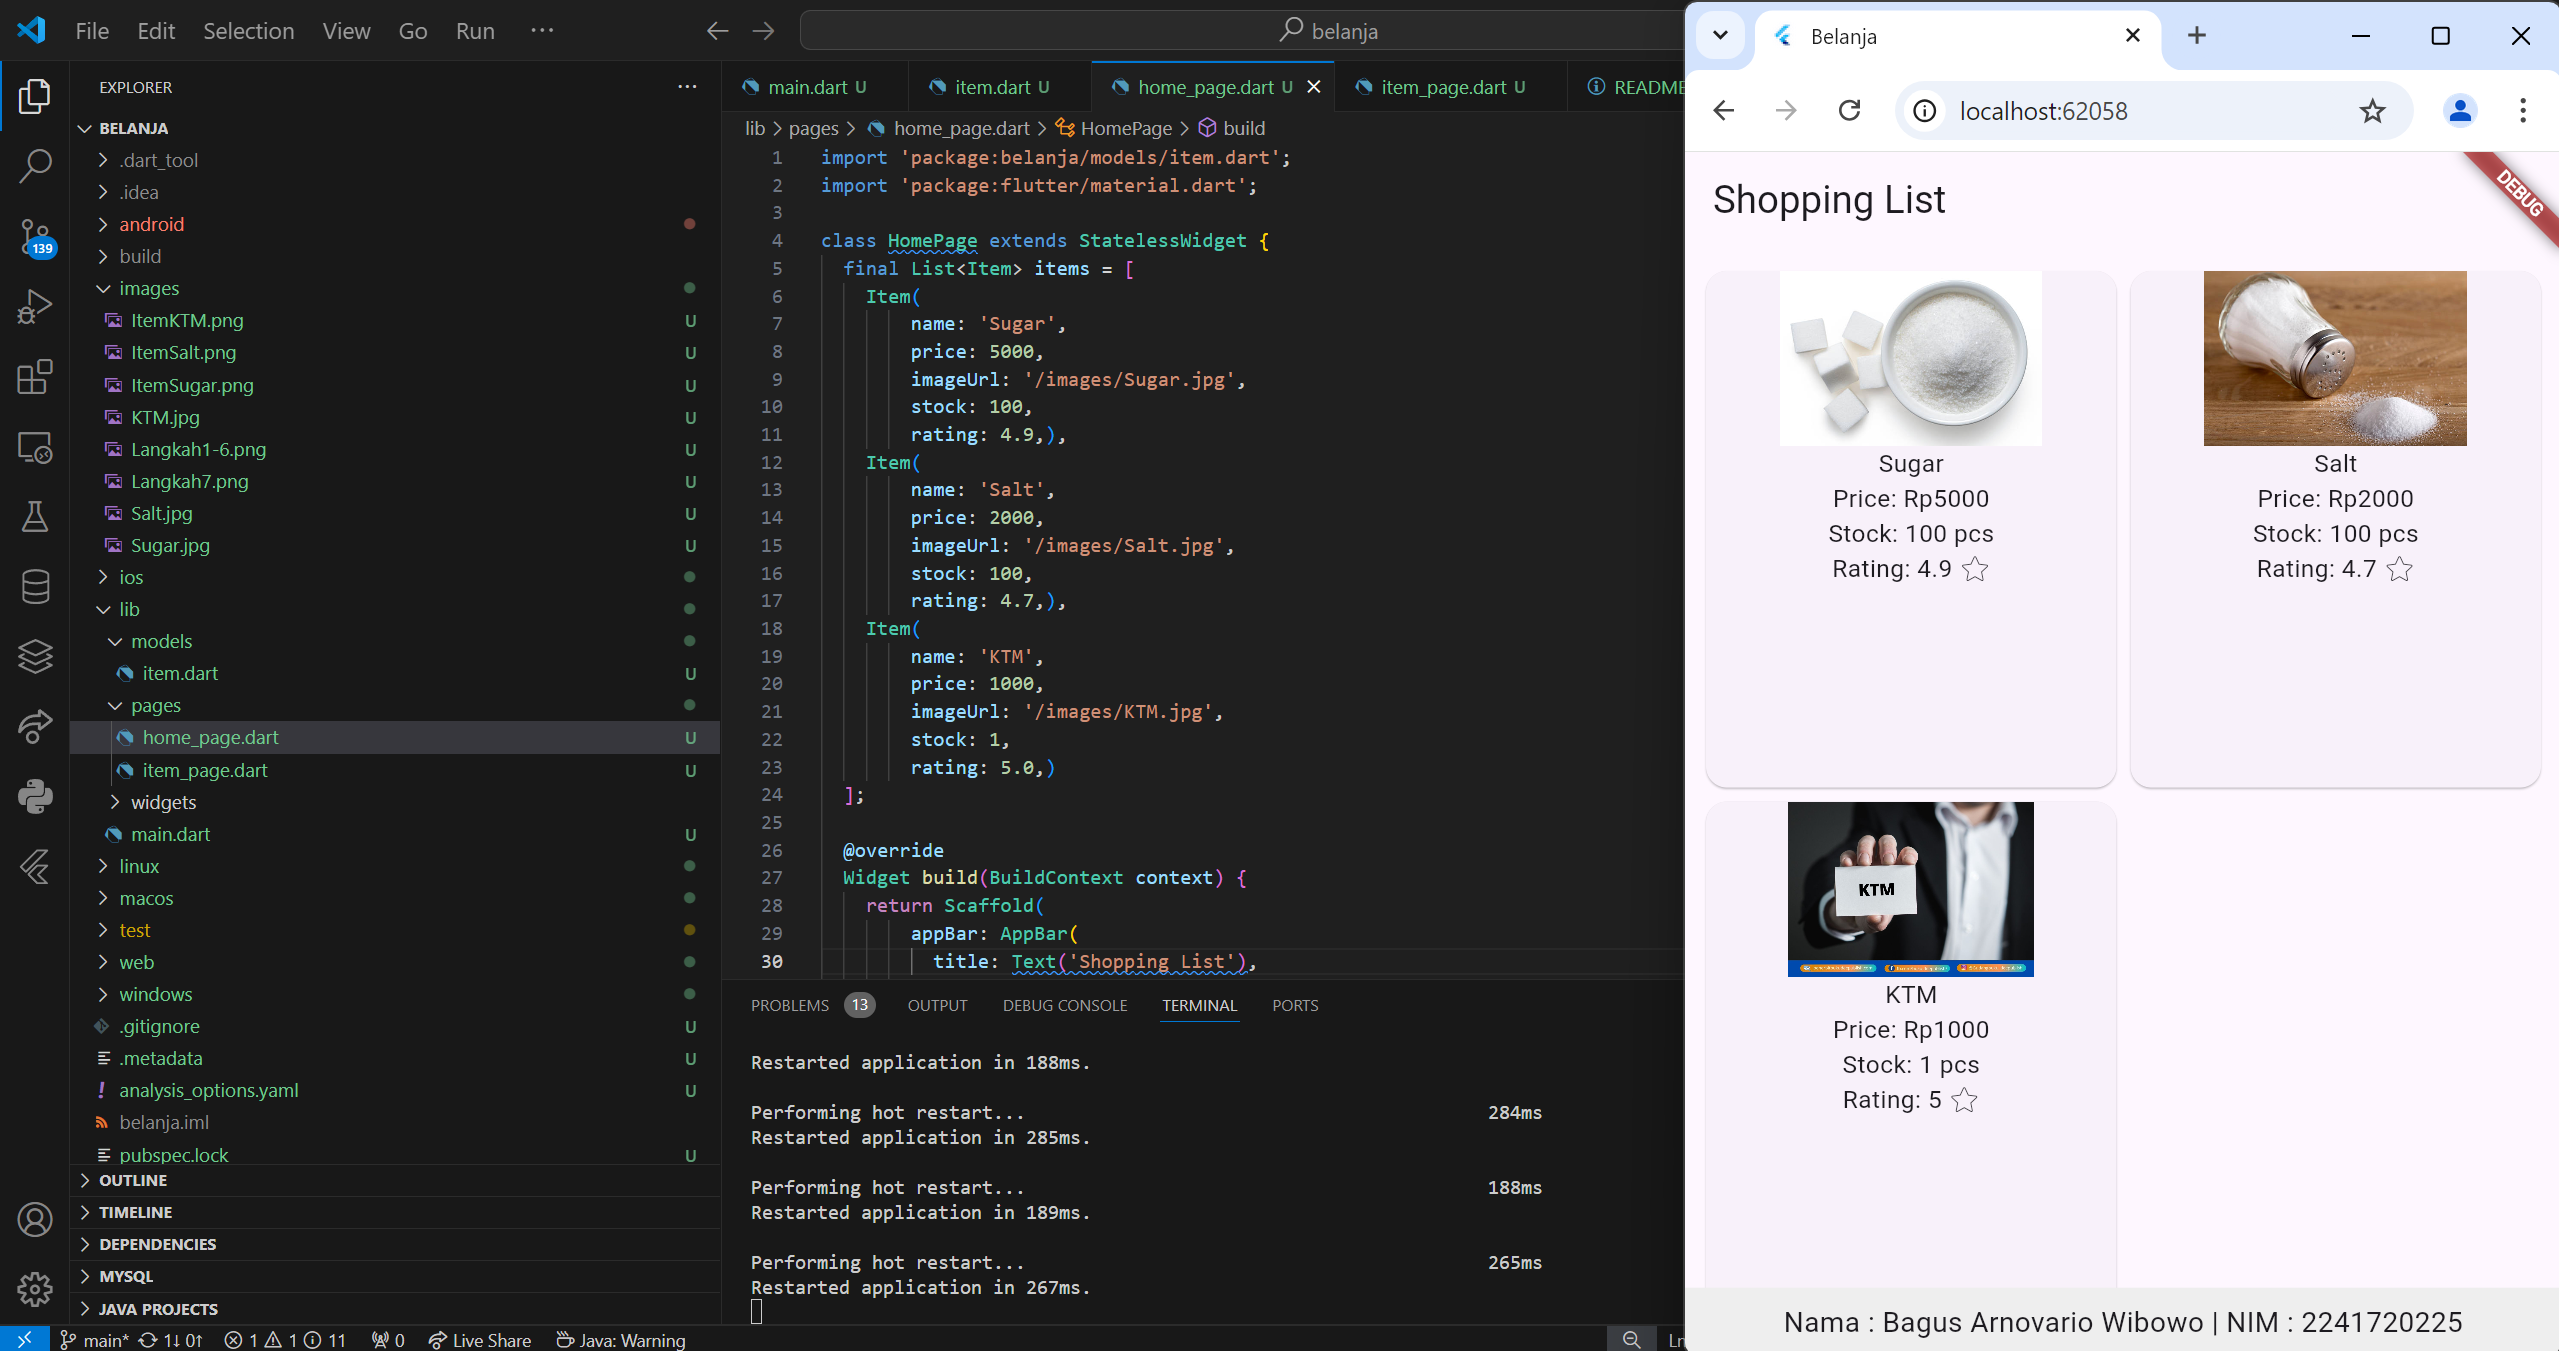 File Edit Selection View Go Run ···
belanja
EXPLORER
BELANJA
.dart_tool
.idea
android
build
images
ItemKTM.png U
ItemSalt.png U
ItemSugar.png U
KTM.jpg U
Langkah1-6.png U
Langkah7.png U
Salt.jpg U
Sugar.jpg U
ios
lib
models
item.dart U
pages
home_page.dart U
item_page.dart U
widgets
main.dart U
linux
macos
test
web
windows
.gitignore U
.metadata U
! analysis_options.yaml U
belanja.iml
pubspec.lock U
OUTLINE
TIMELINE
DEPENDENCIES
MYSQL
JAVA PROJECTS
139
main.dart U item.dart U home_page.dart U item_page.dart U README
lib > pages > home_page.dart > HomePage > build
1 import 'package:belanja/models/item.dart';
2 import 'package:flutter/material.dart';
3
4 class HomePage extends StatelessWidget {
5 final List<Item> items = [
6 Item(
7 name: 'Sugar',
8 price: 5000,
9 imageUrl: '/images/Sugar.jpg',
10 stock: 100,
11 rating: 4.9,),
12 Item(
13 name: 'Salt',
14 price: 2000,
15 imageUrl: '/images/Salt.jpg',
16 stock: 100,
17 rating: 4.7,),
18 Item(
19 name: 'KTM',
20 price: 1000,
21 imageUrl: '/images/KTM.jpg',
22 stock: 1,
23 rating: 5.0,)
24 ];
25
26 @override
27 Widget build(BuildContext context) {
28 return Scaffold(
29 appBar: AppBar(
30 title: Text('Shopping List'),
PROBLEMS 13 OUTPUT DEBUG CONSOLE TERMINAL PORTS
Restarted application in 188ms.
Performing hot restart... 284ms
Restarted application in 285ms.
Performing hot restart... 188ms
Restarted application in 189ms.
Performing hot restart... 265ms
Restarted application in 267ms.
main* 1↓ 0↑ 1 1 11 0 Live Share Java: Warning
Belanja
localhost:62058
DEBUG
Shopping List
Sugar
Price: Rp5000
Stock: 100 pcs
Rating: 4.9
Salt
Price: Rp2000
Stock: 100 pcs
Rating: 4.7
KTM
KTM
Price: Rp1000
Stock: 1 pcs
Rating: 5
Nama : Bagus Arnovario Wibowo | NIM : 2241720225